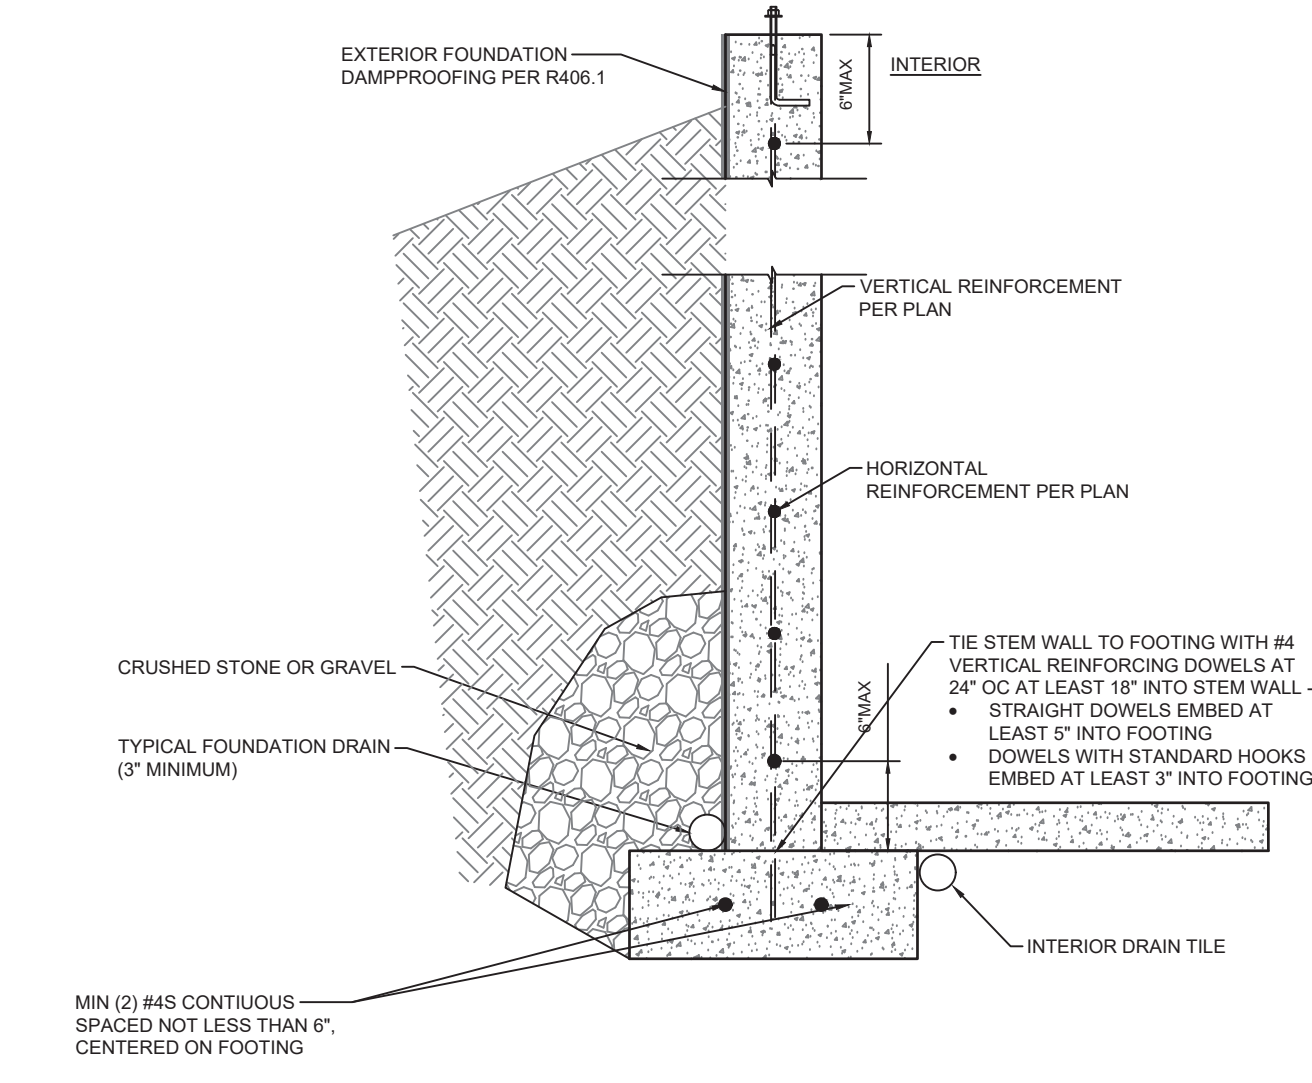 EXTERIOR FOUNDATION
DAMPPROOFING PER R406.1
6"MAX
INTERIOR
VERTICAL REINFORCEMENT
PER PLAN
HORIZONTAL
REINFORCEMENT PER PLAN
TIE STEM WALL TO FOOTING WITH #4
VERTICAL REINFORCING DOWELS AT
24" OC AT LEAST 18" INTO STEM WALL -
• STRAIGHT DOWELS EMBED AT
LEAST 5" INTO FOOTING
• DOWELS WITH STANDARD HOOKS
EMBED AT LEAST 3" INTO FOOTING
6"MAX
CRUSHED STONE OR GRAVEL
TYPICAL FOUNDATION DRAIN
(3" MINIMUM)
INTERIOR DRAIN TILE
MIN (2) #4S CONTIUOUS
SPACED NOT LESS THAN 6",
CENTERED ON FOOTING